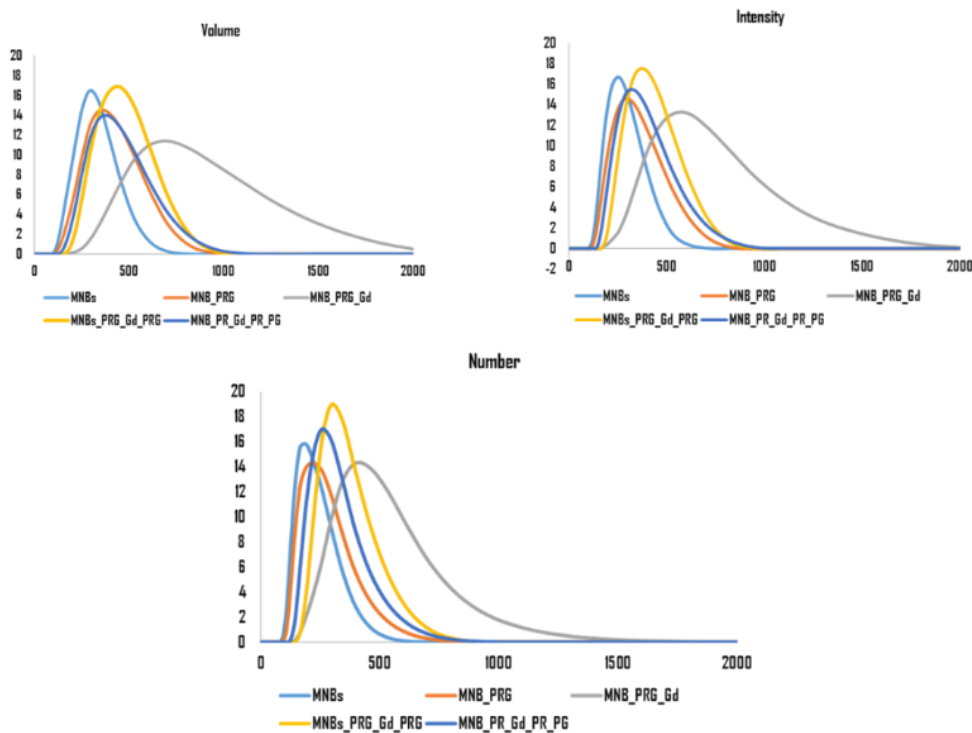 Volume
20
18
16
14
12
10
8
6
4
2
0
0 500 1000 1500 2000
MNBs MNB_PRG MNB_PRG_Gd
MNBs_PRG_Gd_PRG MNB_PR_Gd_PR_PG
Intensity
20
18
16
14
12
10
8
6
4
2
0
-2
0 500 1000 1500 2000
MNBs MNB_PRG MNB_PRG_Gd
MNBs_PRG_Gd_PRG MNB_PR_Gd_PR_PG
Number
20
18
16
14
12
10
8
6
4
2
0
0 500 1000 1500 2000
MNBs MNB_PRG MNB_PRG_Gd
MNBs_PRG_Gd_PRG MNB_PR_Gd_PR_PG